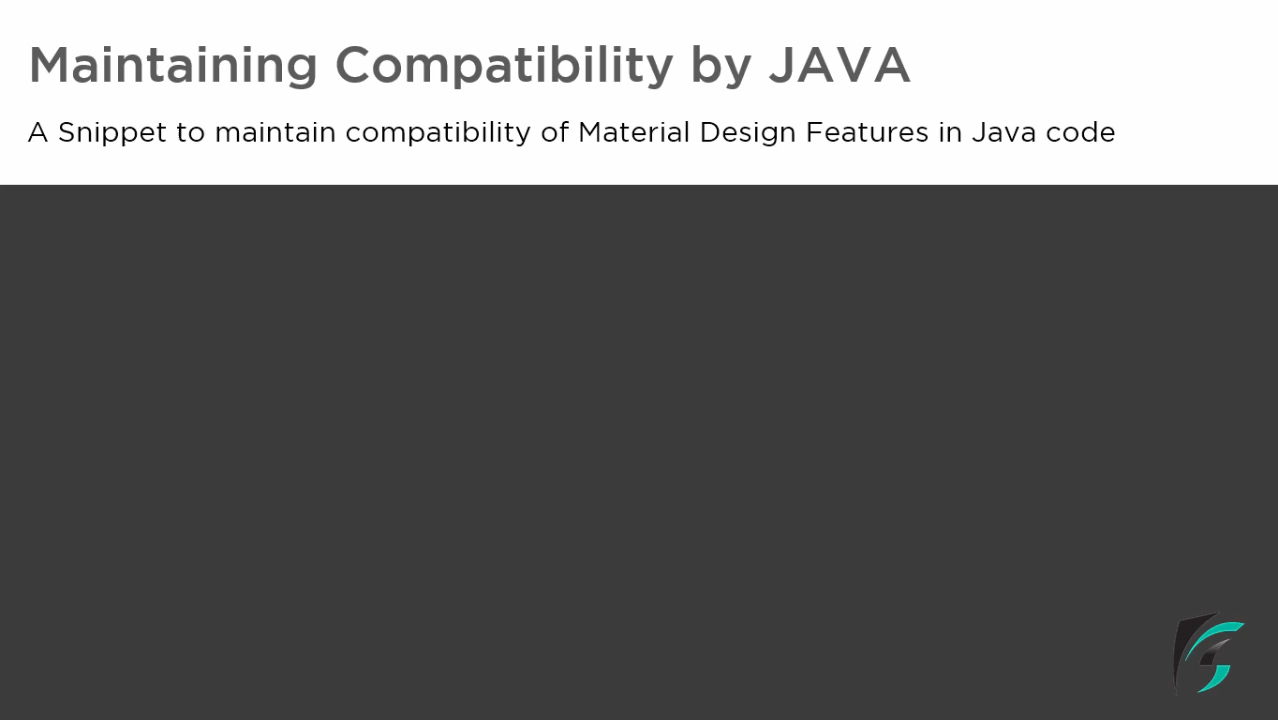 Maintaining Compatibility by JAVA
A Snippet to maintain compatibility of Material Design Features in Java code